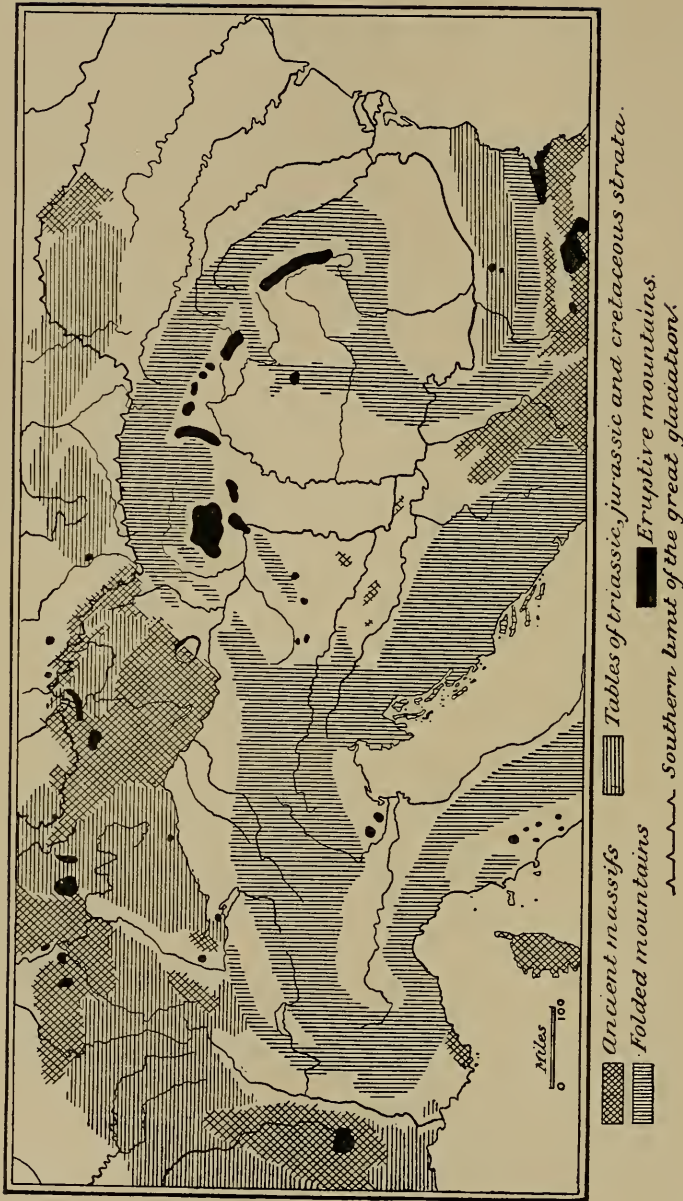 Miles
0 100
Ancient massifs
Tables of triassic, jurassic and cretaceous strata.
Folded mountains
Eruptive mountains.
Southern limit of the great glaciation.